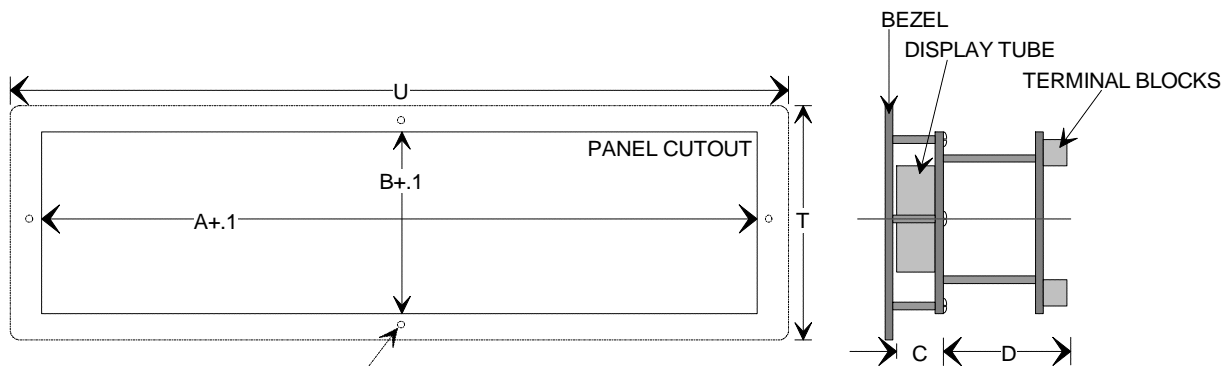 BEZEL
DISPLAY TUBE
TERMINAL BLOCKS
U
PANEL CUTOUT
B+.1
A+.1
T
C
D